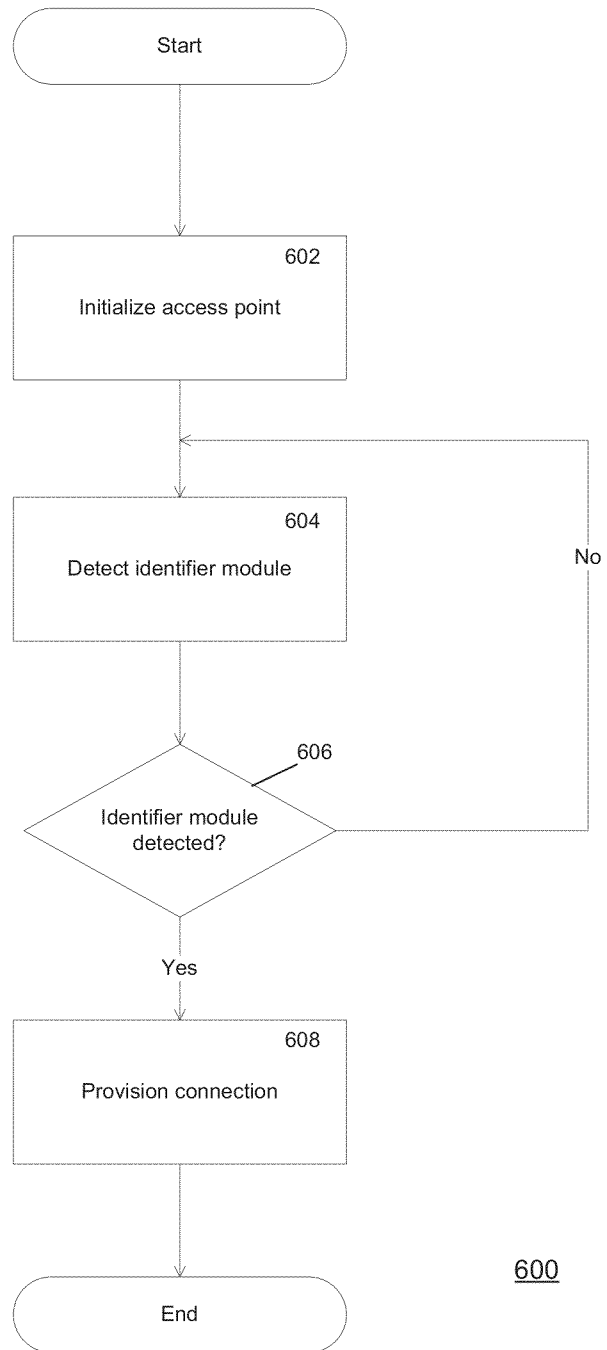 Start
602
Initialize access point
604
Detect identifier module
No
606
Identifier module
detected?
Yes
608
Provision connection
600
End